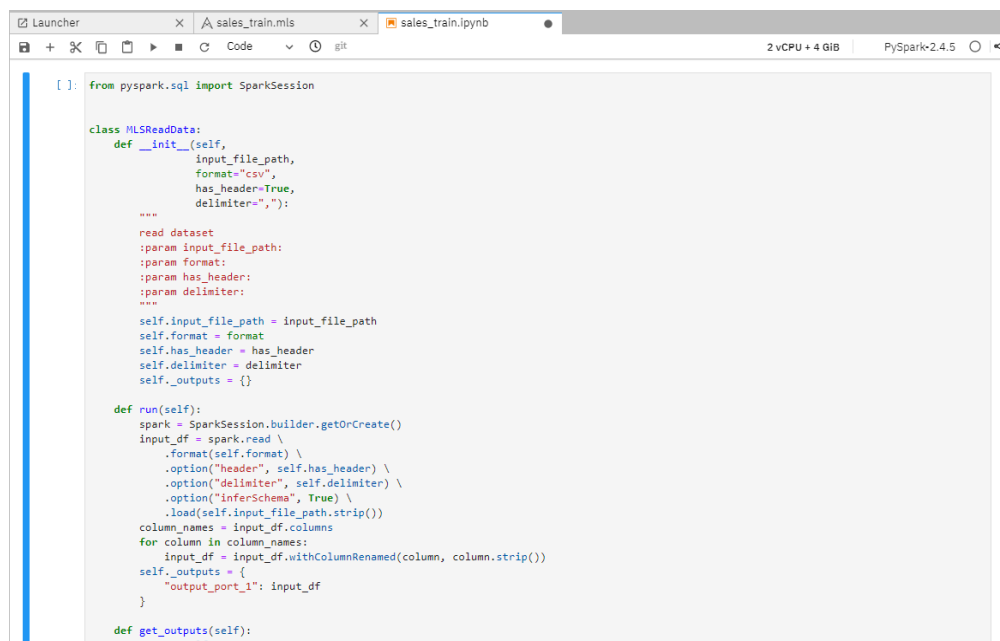 Launcher
sales_train.mls
sales_train.ipynb
Code
git
2 vCPU + 4 GiB
PySpark-2.4.5
[ ]: from pyspark.sql import SparkSession
class MLSReadData:
    def __init__(self,
                 input_file_path,
                 format="csv",
                 has_header=True,
                 delimiter=","):
        """
        read dataset
        :param input_file_path:
        :param format:
        :param has_header:
        :param delimiter:
        """
        self.input_file_path = input_file_path
        self.format = format
        self.has_header = has_header
        self.delimiter = delimiter
        self._outputs = {}
    def run(self):
        spark = SparkSession.builder.getOrCreate()
        input_df = spark.read \
            .format(self.format) \
            .option("header", self.has_header) \
            .option("delimiter", self.delimiter) \
            .option("inferSchema", True) \
            .load(self.input_file_path.strip())
        column_names = input_df.columns
        for column in column_names:
            input_df = input_df.withColumnRenamed(column, column.strip())
        self._outputs = {
            "output_port_1": input_df
        }
    def get_outputs(self):